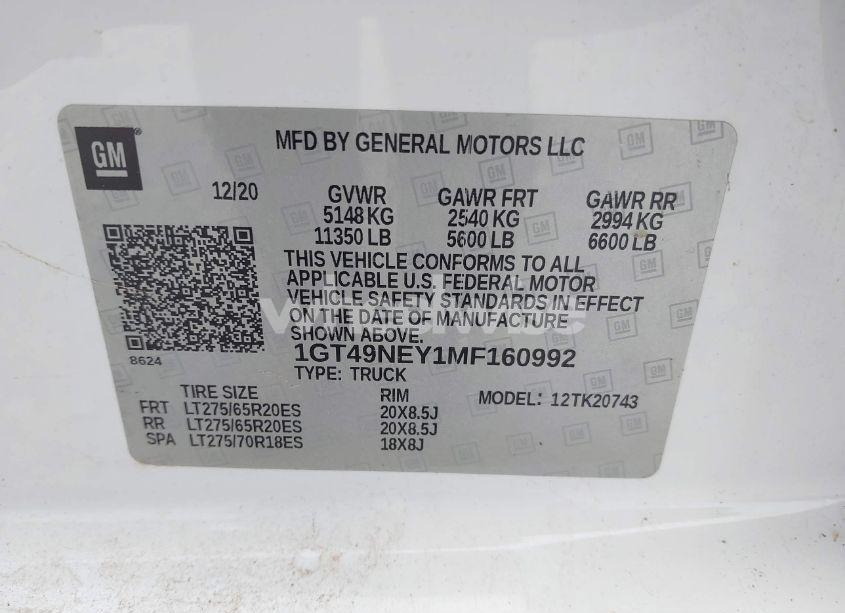 GM
MFD BY GENERAL MOTORS LLC
12/20 GVWR GAWR FRT GAWR RR
5148 KG 2540 KG 2994 KG
11350 LB 5600 LB 6600 LB
THIS VEHICLE CONFORMS TO ALL
APPLICABLE U.S. FEDERAL MOTOR
VEHICLE SAFETY STANDARDS IN EFFECT
ON THE DATE OF MANUFACTURE
SHOWN ABOVE.
8624
1GT49NEY1MF160992
TYPE: TRUCK
TIRE SIZE RIM MODEL: 12TK20743
FRT LT275/65R20ES 20X8.5J
RR LT275/65R20ES 20X8.5J
SPA LT275/70R18ES 18X8J